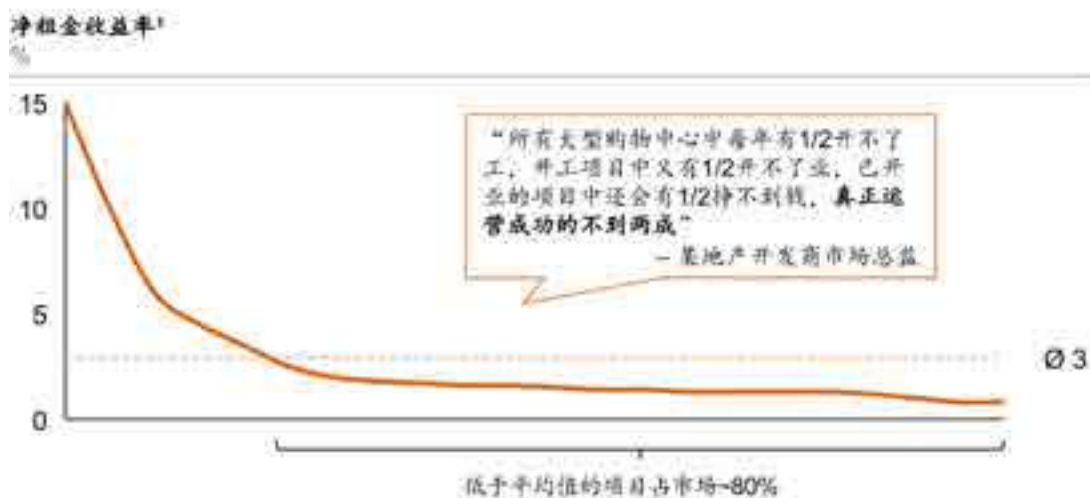 净租金收益率¹
%
15
“所有大型购物中心中每年有1/2开不了
工，开工项目中又有1/2开不了业，已开
业的项目中还会有1/2挣不到钱，真正运
营成功的不到两成”
– 某地产开发商市场总监
10
5
Ø 3
0
低于平均值的项目占市场~80%